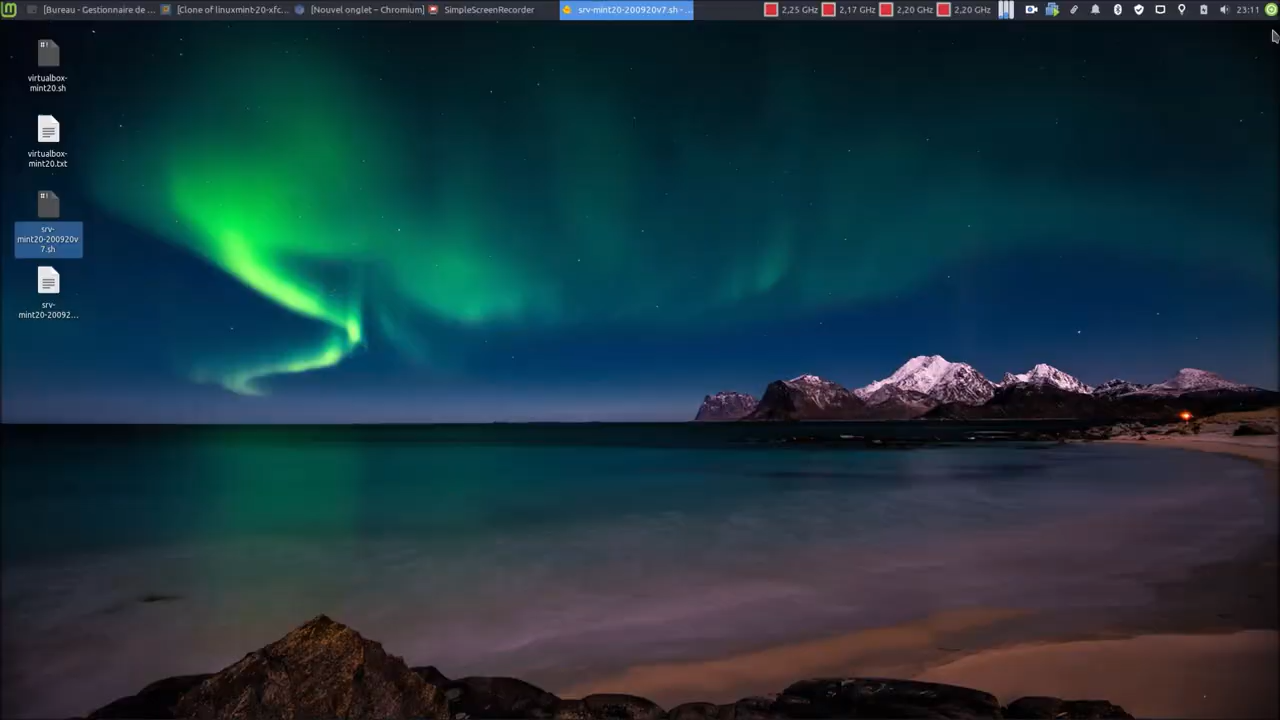 [Bureau - Gestionnaire de ... [Clone of linuxmint-20-xfc... [Nouvel onglet – Chromium] SimpleScreenRecorder srv-mint20-200920v7.sh - ... 2,25 GHz 2,17 GHz 2,20 GHz 2,20 GHz 23:11
virtualbox-
mint20.sh
virtualbox-
mint20.txt
srv-
mint20-200920v
7.sh
srv-
mint20-20092...